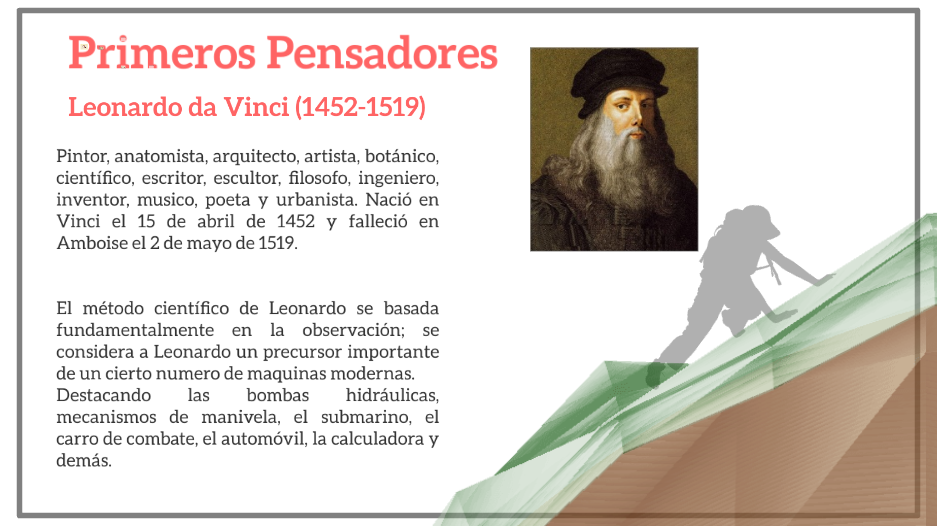 Primeros Pensadores
Leonardo da Vinci (1452-1519)
Pintor, anatomista, arquitecto, artista, botánico,
científico, escritor, escultor, filosofo, ingeniero,
inventor, musico, poeta y urbanista. Nació en
Vinci el 15 de abril de 1452 y falleció en
Amboise el 2 de mayo de 1519.
El método científico de Leonardo se basada
fundamentalmente en la observación; se
considera a Leonardo un precursor importante
de un cierto numero de maquinas modernas.
Destacando las bombas hidráulicas,
mecanismos de manivela, el submarino, el
carro de combate, el automóvil, la calculadora y
demás.